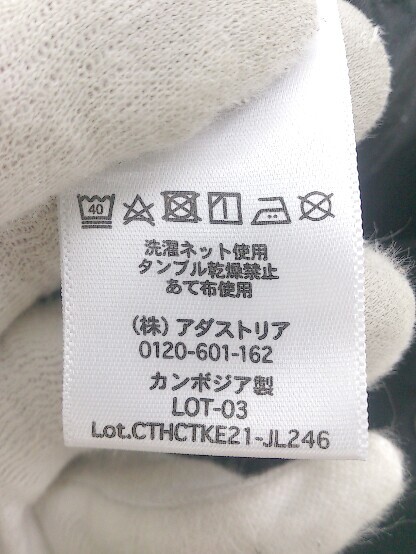 40
洗濯ネット使用
タンブル乾燥禁止
あて布使用
(株)アダストリア
0120-601-162
カンボジア製
LOT-03
Lot.CTHCTKE21-JL246